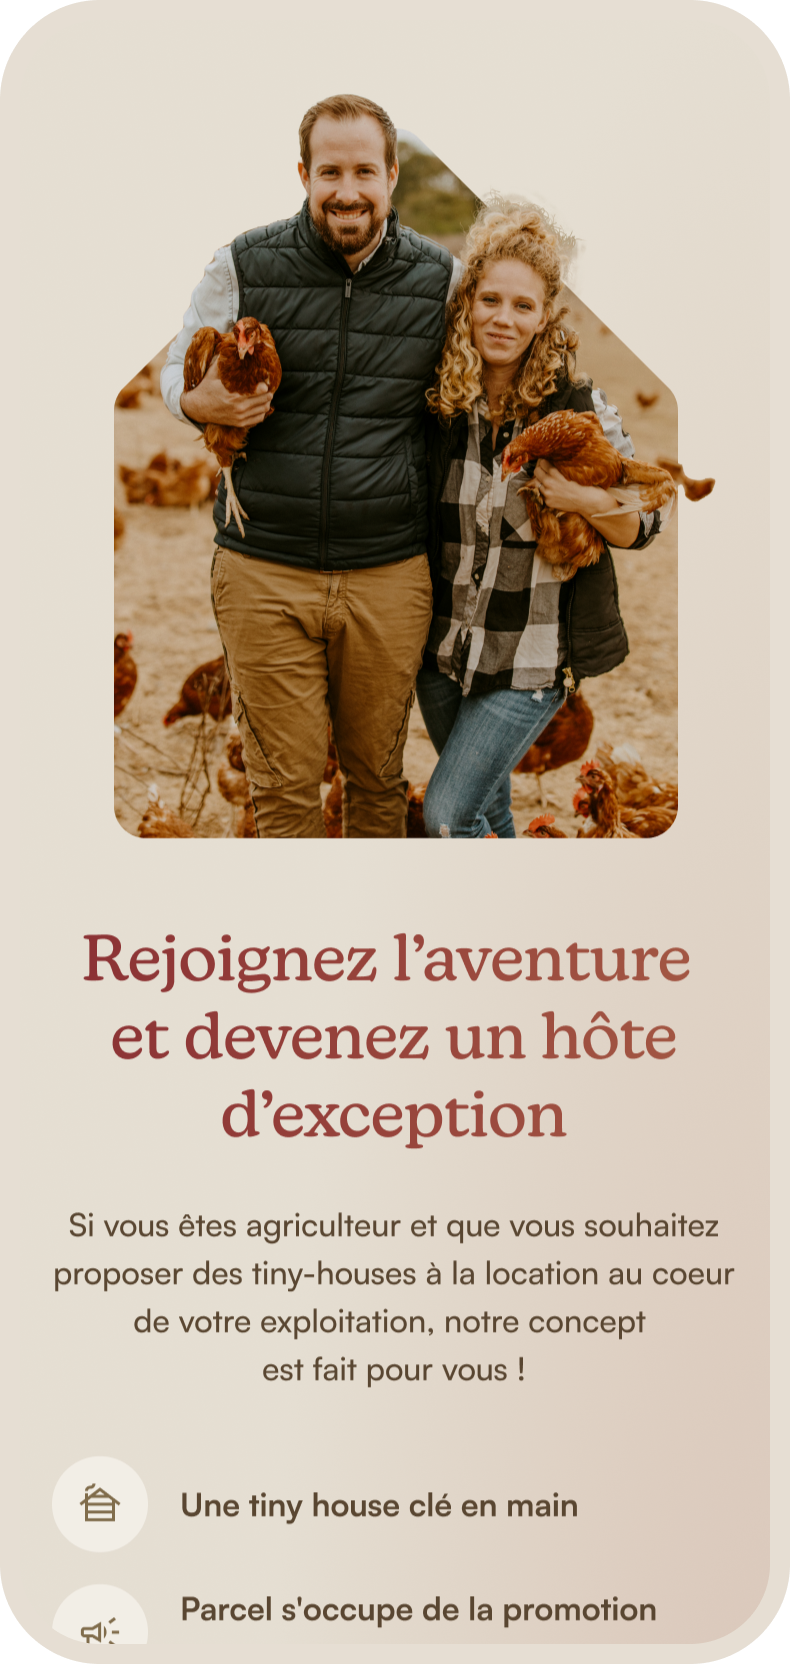 Rejoignez l’aventure
et devenez un hôte
d’exception
Si vous êtes agriculteur et que vous souhaitez
proposer des tiny-houses à la location au coeur
de votre exploitation, notre concept
est fait pour vous !
Une tiny house clé en main
Parcel s'occupe de la promotion